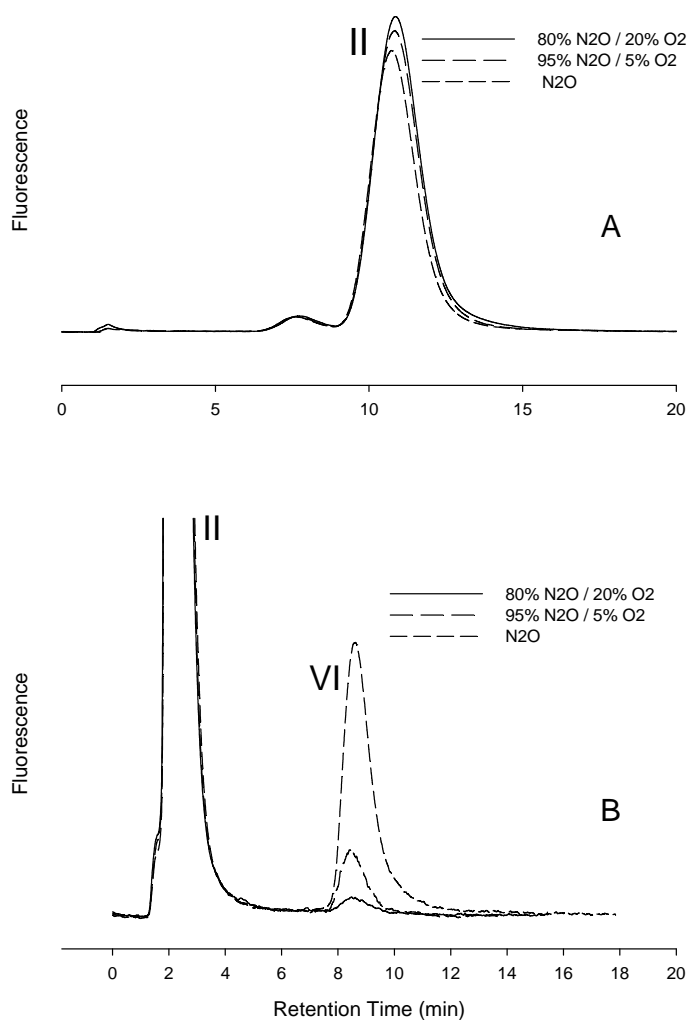 II
80% N2O / 20% O2
95% N2O / 5% O2
N2O
Fluorescence
A
0 5 10 15 20
II
80% N2O / 20% O2
95% N2O / 5% O2
N2O
VI
Fluorescence
B
0 2 4 6 8 10 12 14 16 18 20
Retention Time (min)